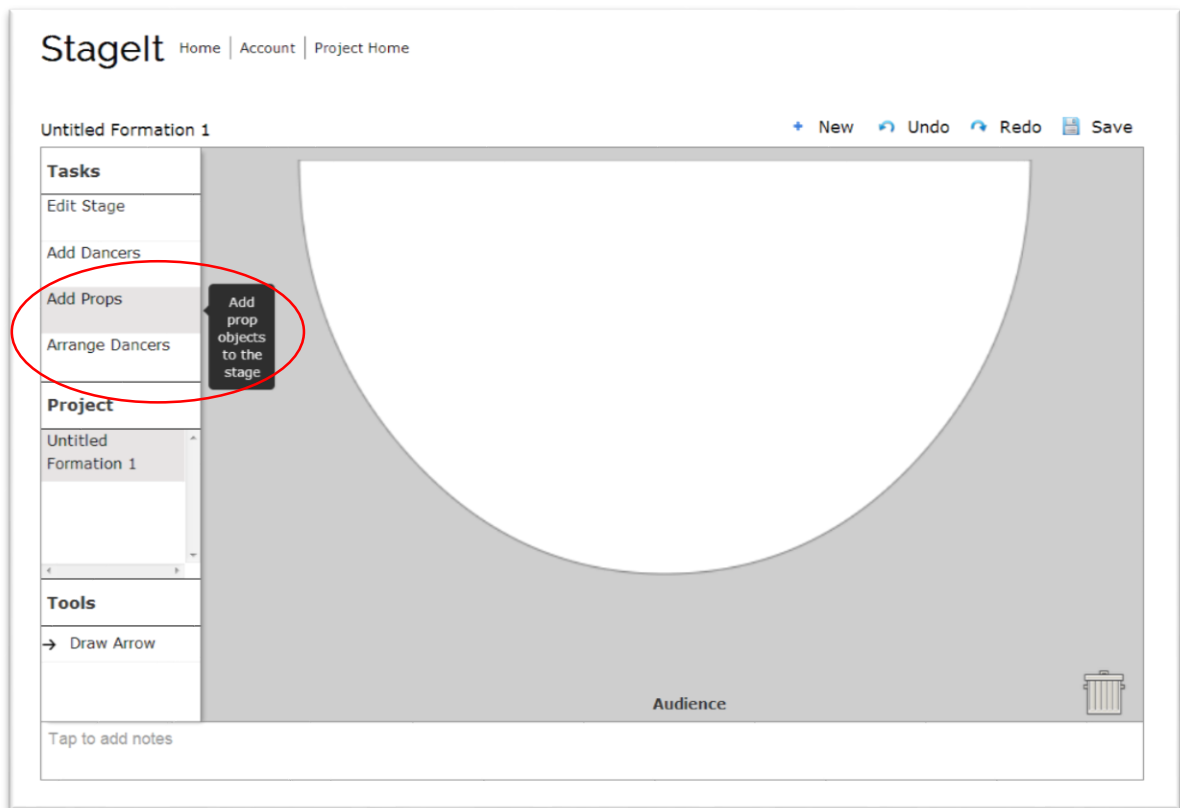 StageIt Home Account Project Home
Untitled Formation 1
+ New Undo Redo Save
Tasks
Edit Stage
Add Dancers
Add Props
Arrange Dancers
Add
prop
objects
to the
stage
Project
Untitled
Formation 1
Tools
→ Draw Arrow
Audience
Tap to add notes